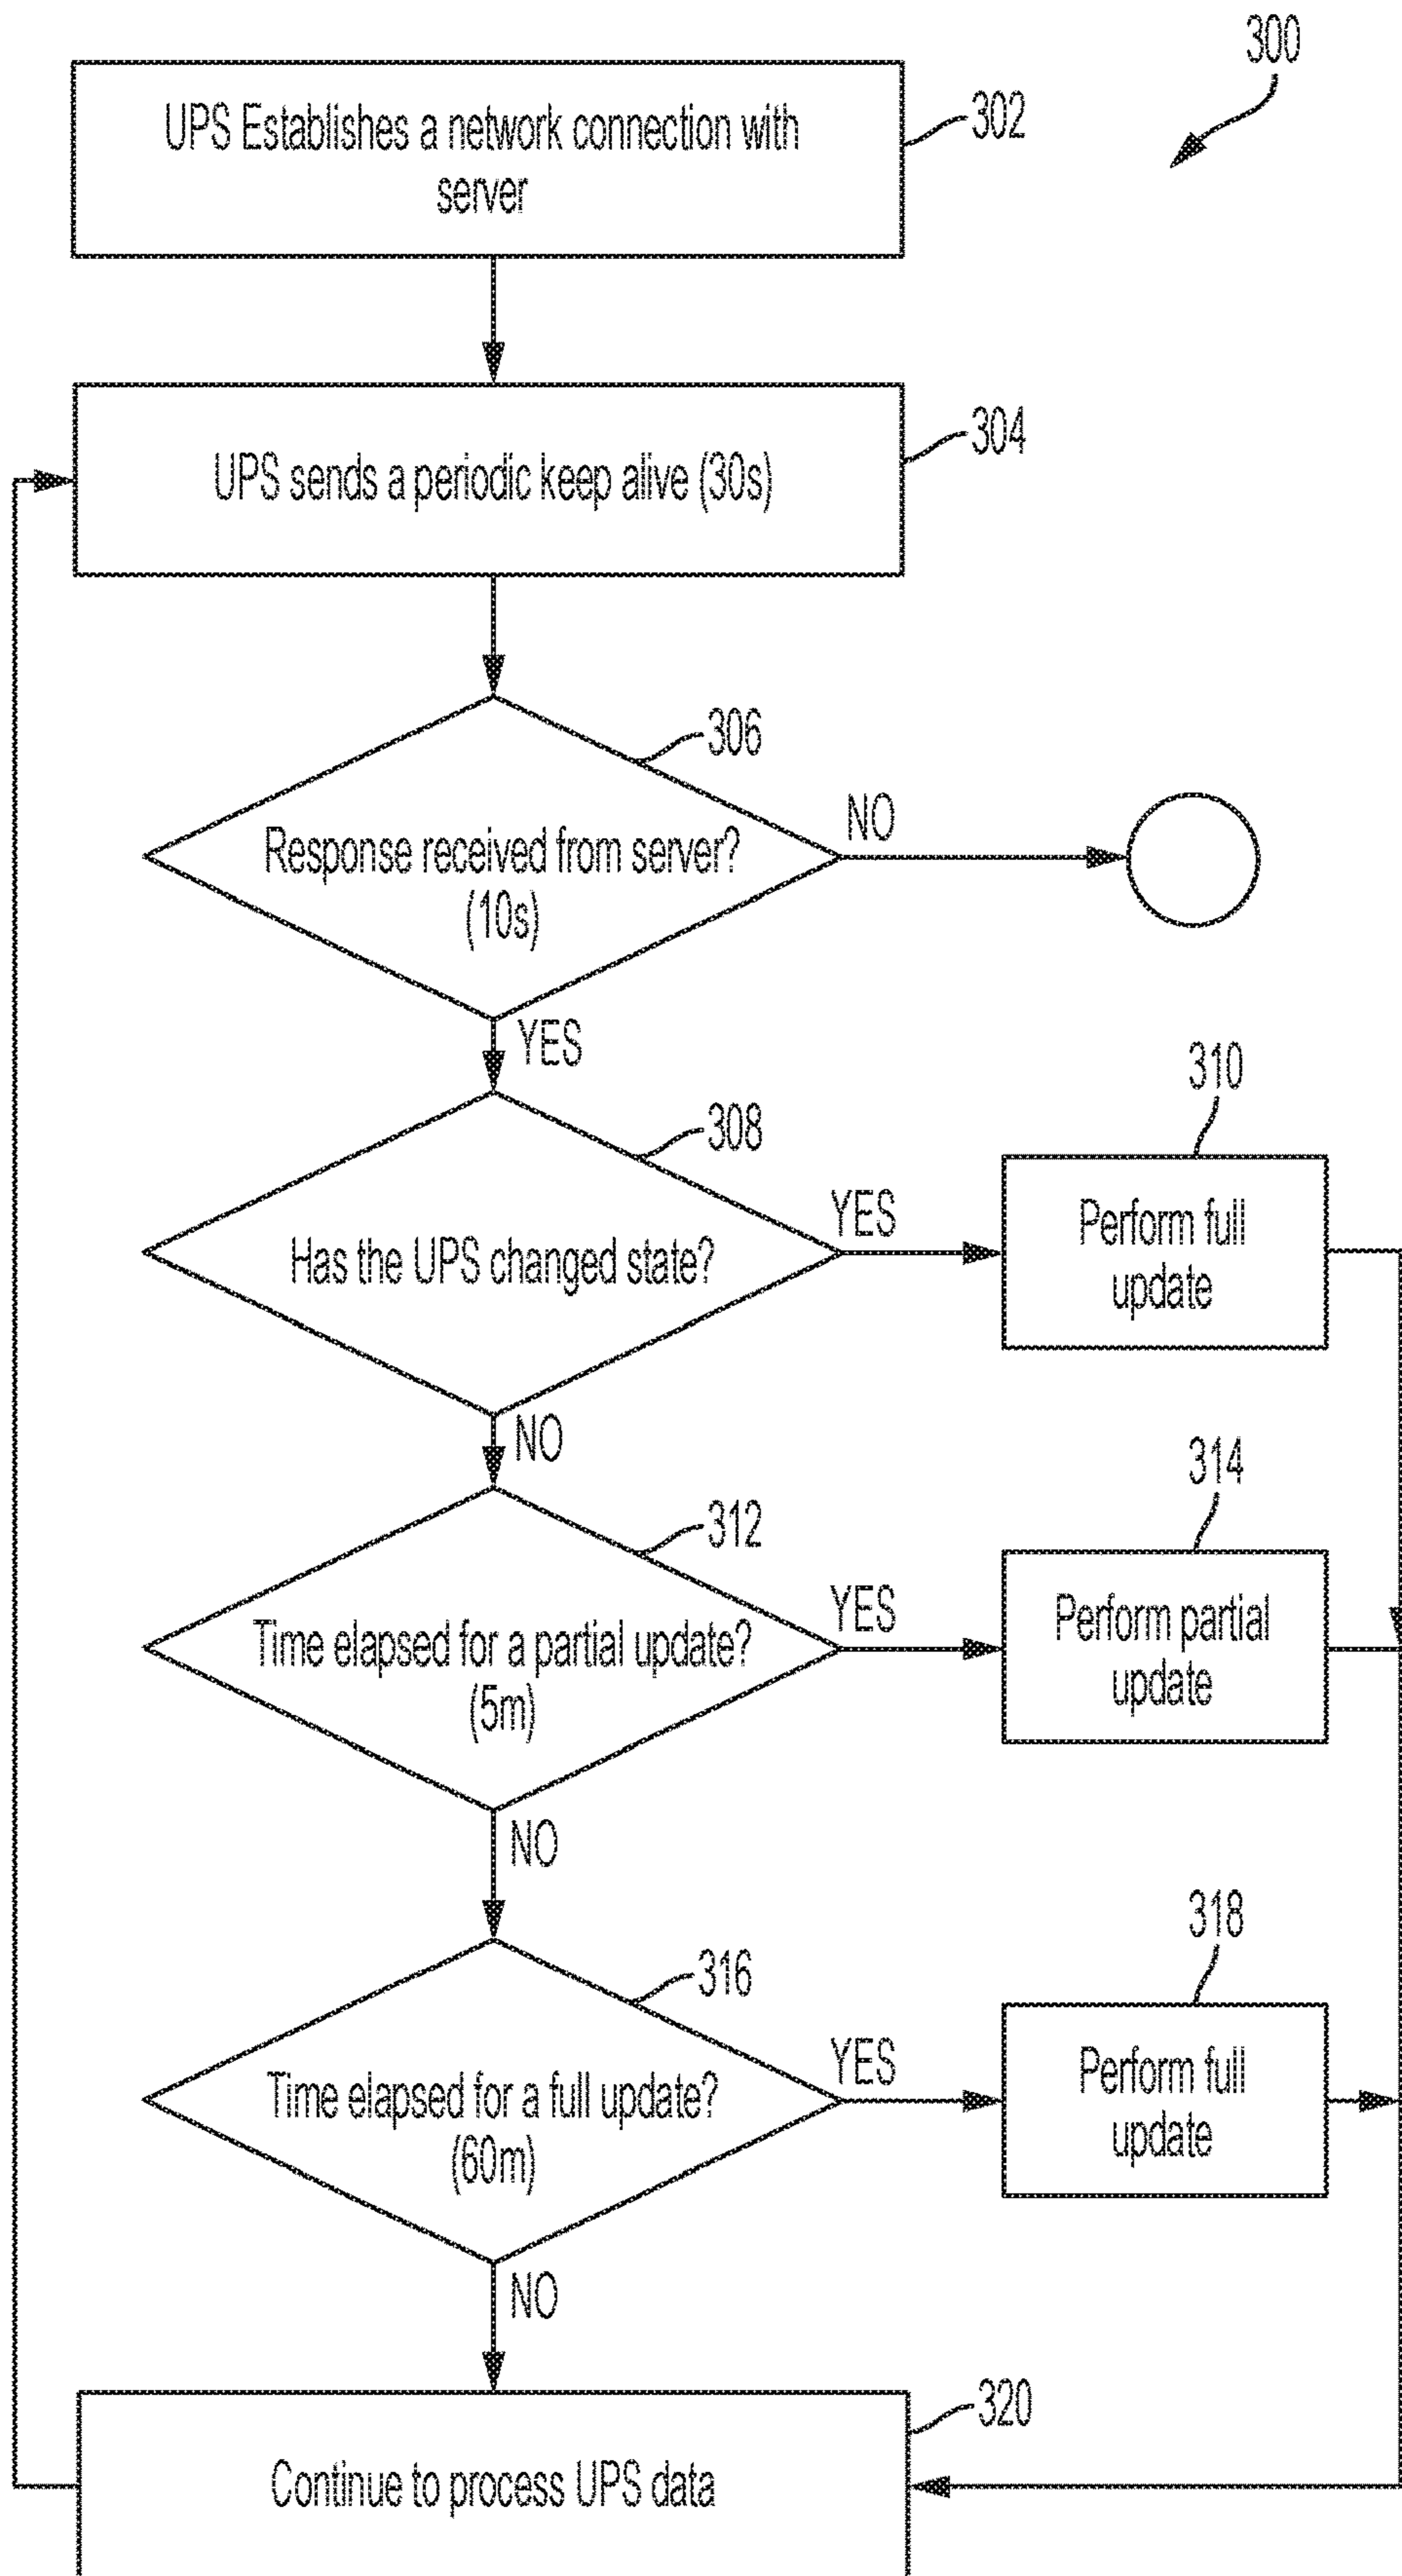 300
UPS Establishes a network connection with
server
302
UPS sends a periodic keep alive (30s)
304
306
Response received from server?
(10s)
NO
YES
308
Has the UPS changed state?
YES
310
Perform full
update
NO
312
Time elapsed for a partial update?
(5m)
YES
314
Perform partial
update
NO
316
Time elapsed for a full update?
(60m)
YES
318
Perform full
update
NO
320
Continue to process UPS data